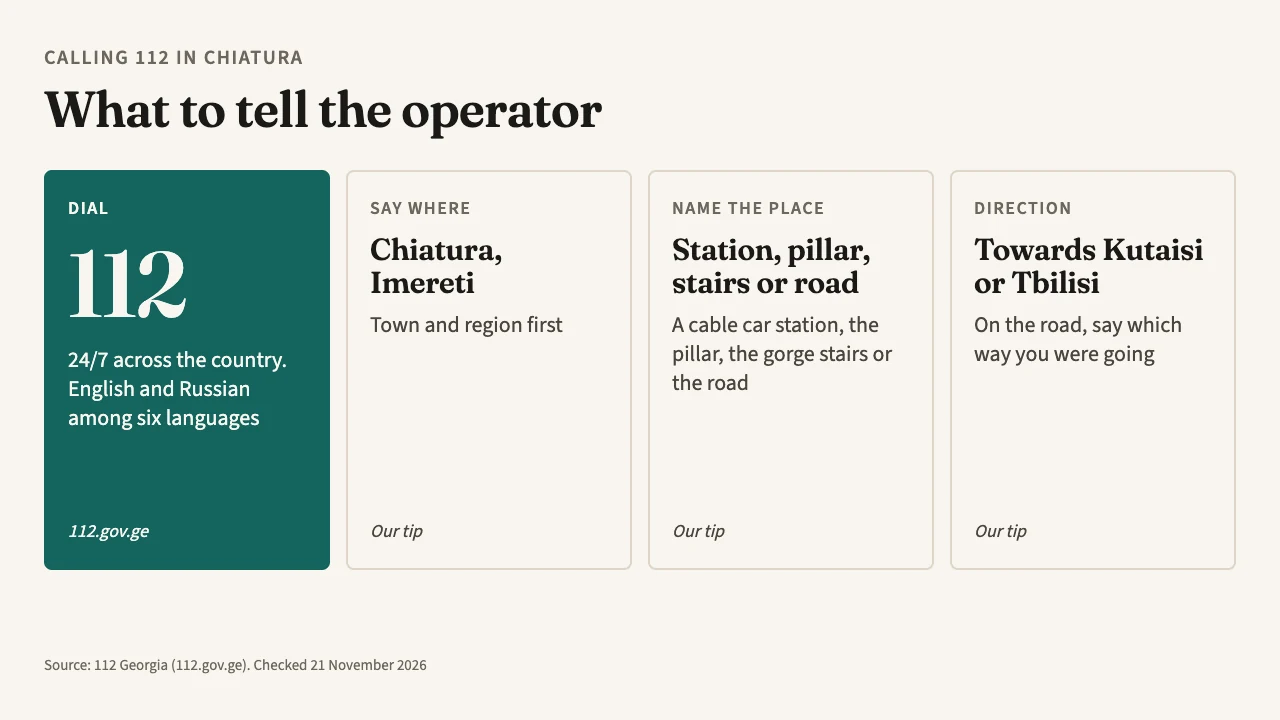 CALLING 112 IN CHIATURA
What to tell the operator
DIAL
112
24/7 across the country.
English and Russian
among six languages
112.gov.ge
SAY WHERE
Chiatura,
Imereti
Town and region first
Our tip
NAME THE PLACE
Station, pillar,
stairs or road
A cable car station, the
pillar, the gorge stairs or
the road
Our tip
DIRECTION
Towards Kutaisi
or Tbilisi
On the road, say which
way you were going
Our tip
Source: 112 Georgia (112.gov.ge). Checked 21 November 2026